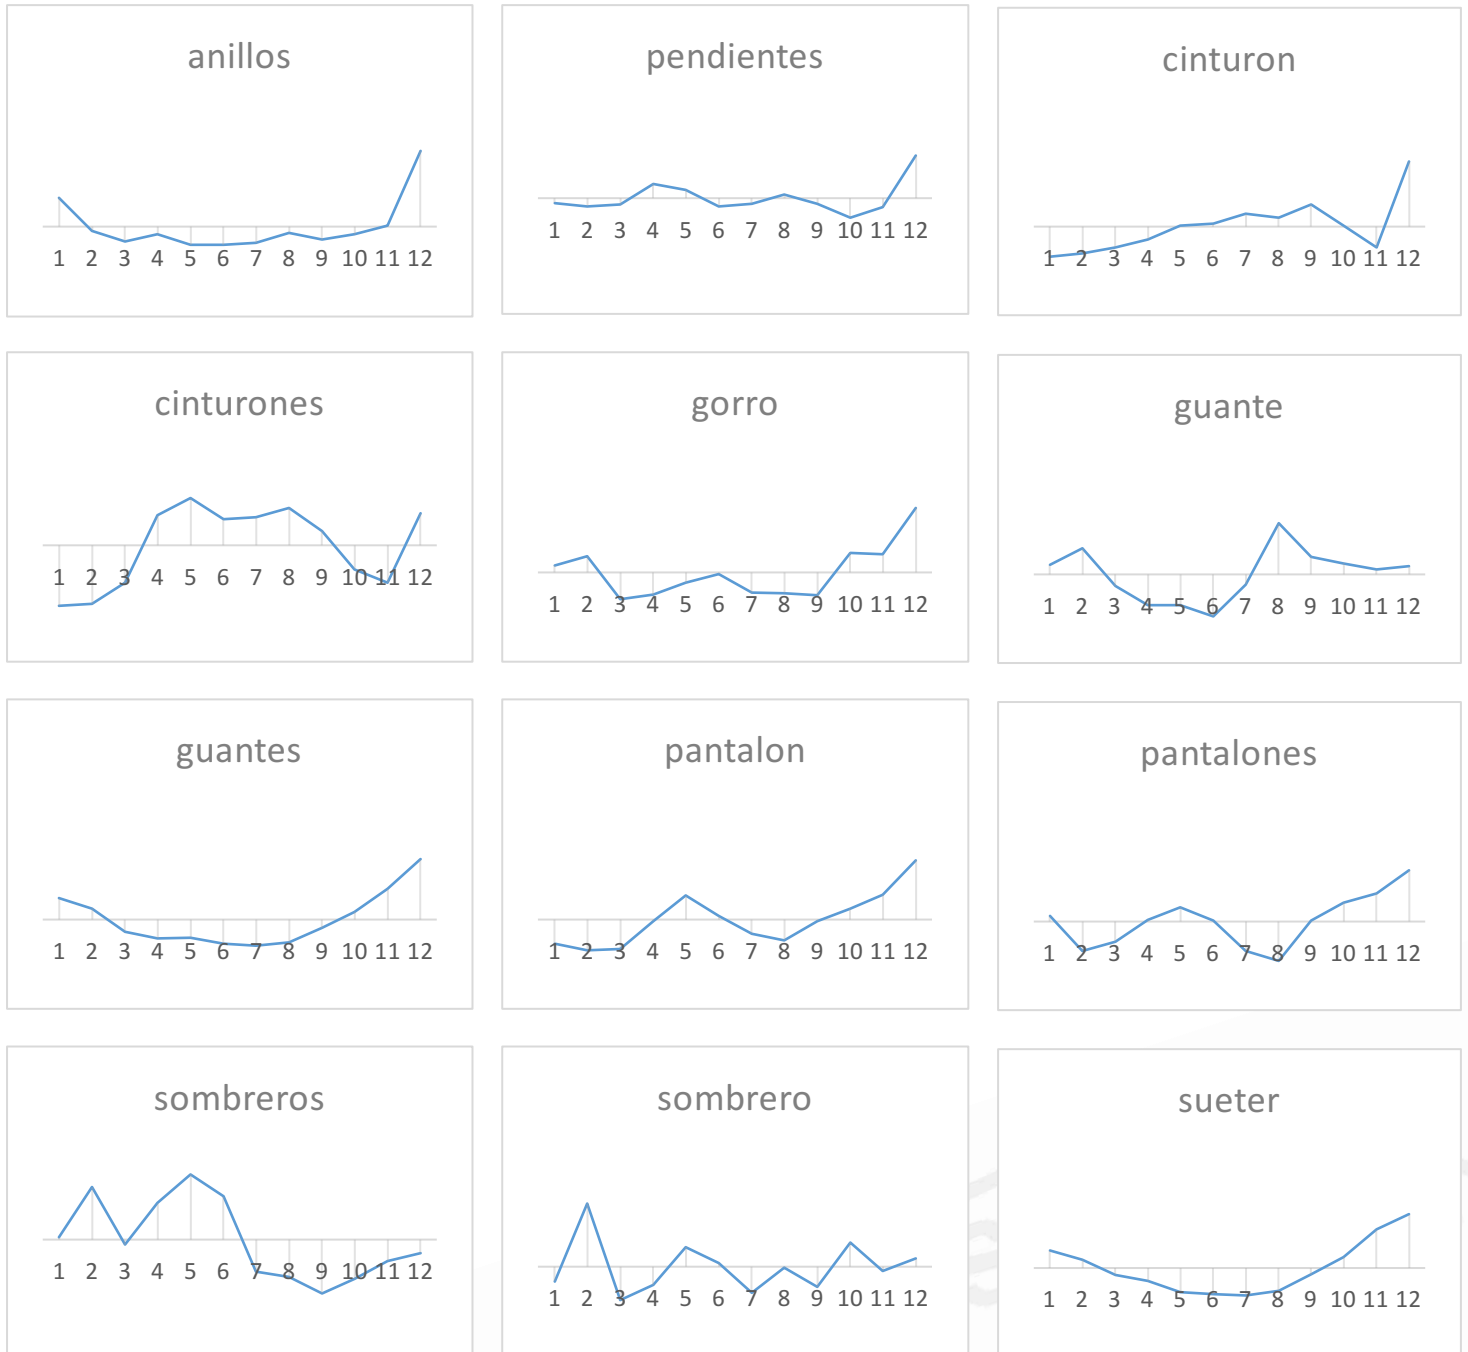 anillos
1 2 3 4 5 6 7 8 9 10 11 12
pendientes
1 2 3 4 5 6 7 8 9 10 11 12
cinturon
1 2 3 4 5 6 7 8 9 10 11 12
cinturones
1 2 3 4 5 6 7 8 9 10 11 12
gorro
1 2 3 4 5 6 7 8 9 10 11 12
guante
1 2 3 4 5 6 7 8 9 10 11 12
guantes
1 2 3 4 5 6 7 8 9 10 11 12
pantalon
1 2 3 4 5 6 7 8 9 10 11 12
pantalones
1 2 3 4 5 6 7 8 9 10 11 12
sombreros
1 2 3 4 5 6 7 8 9 10 11 12
sombrero
1 2 3 4 5 6 7 8 9 10 11 12
sueter
1 2 3 4 5 6 7 8 9 10 11 12